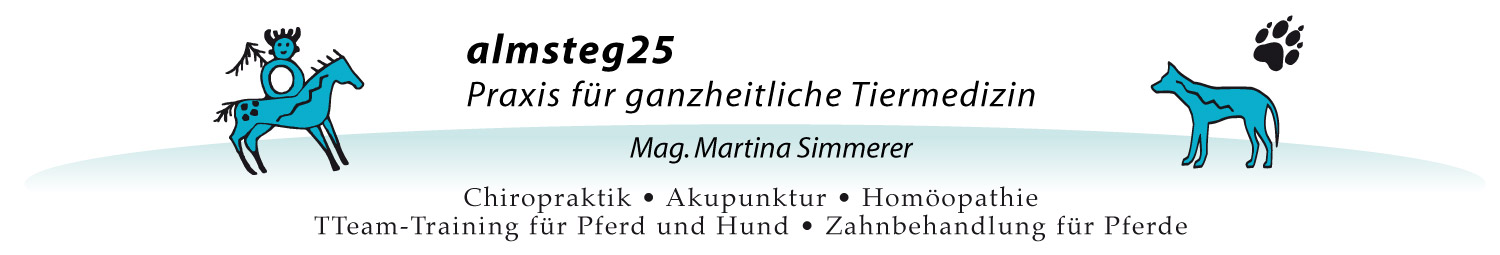 almsteg25
Praxis für ganzheitliche Tiermedizin
Mag. Martina Simmerer
Chiropraktik • Akupunktur • Homöopathie
TTeam-Training für Pferd und Hund • Zahnbehandlung für Pferde